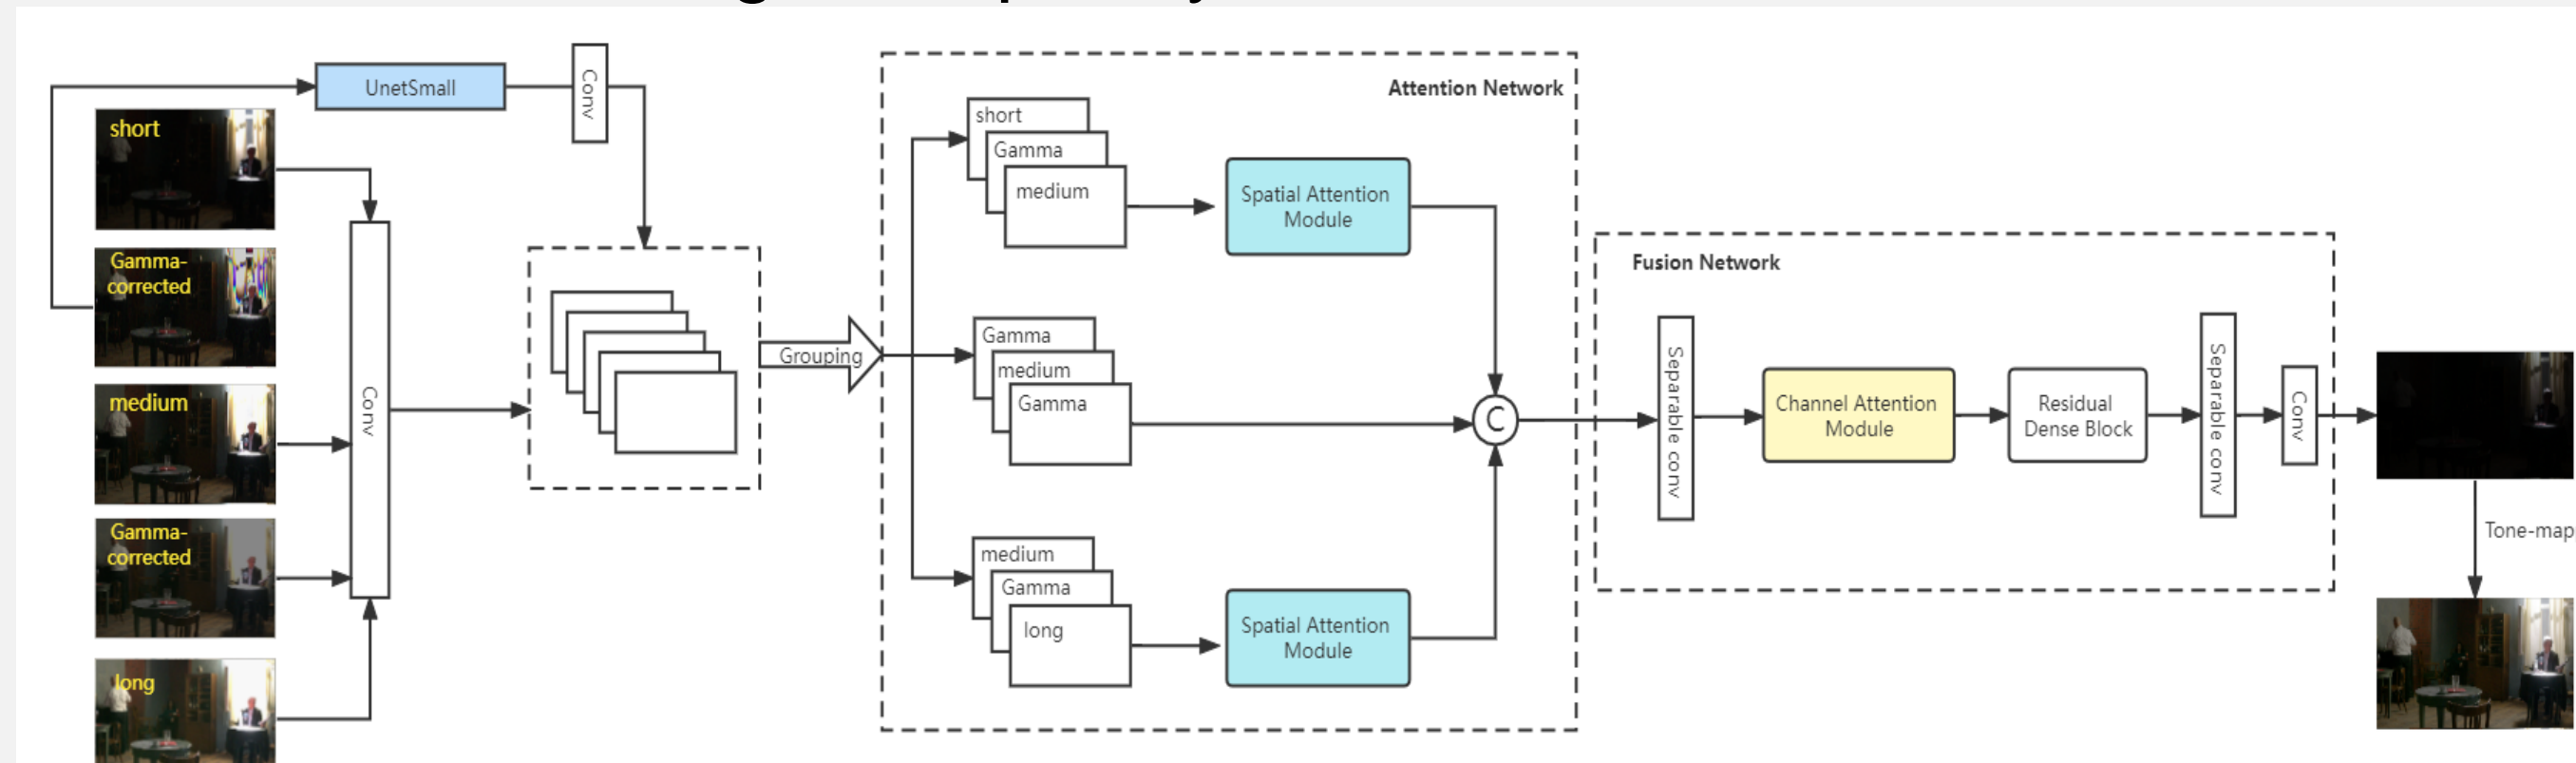 UnetSmall
Conv
short
Gamma-
corrected
medium
Gamma-
corrected
long
Conv
Grouping
Attention Network
short
Gamma
medium
Spatial Attention
Module
Gamma
medium
Gamma
C
medium
Gamma
long
Spatial Attention
Module
Fusion Network
Separable conv
Channel Attention
Module
Residual
Dense Block
Separable conv
Conv
Tone-map